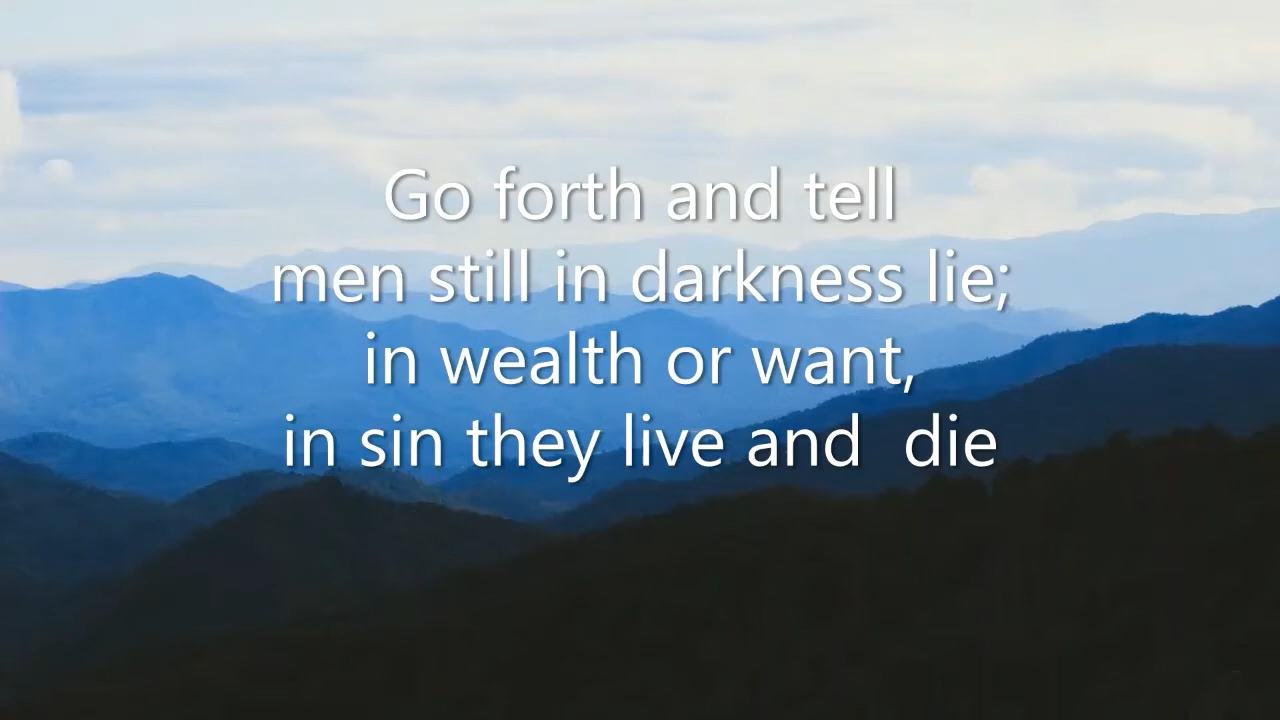 Go forth and tell
men still in darkness lie;
in wealth or want,
in sin they live and  die